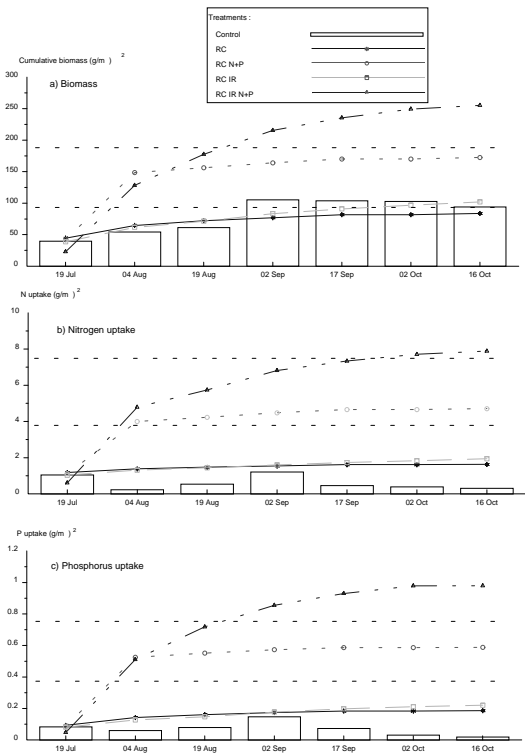 Treatments :
Control
RC
RC N+P
RC IR
RC IR N+P
Cumulative biomass (g/m ) 2
a) Biomass
300
250
200
150
100
50
0
19 Jul 04 Aug 19 Aug 02 Sep 17 Sep 02 Oct 16 Oct
N uptake (g/m ) 2
b) Nitrogen uptake
10
8
6
4
2
0
19 Jul 04 Aug 19 Aug 02 Sep 17 Sep 02 Oct 16 Oct
P uptake (g/m ) 2
c) Phosphorus uptake
1.2
1
0.8
0.6
0.4
0.2
0
19 Jul 04 Aug 19 Aug 02 Sep 17 Sep 02 Oct 16 Oct